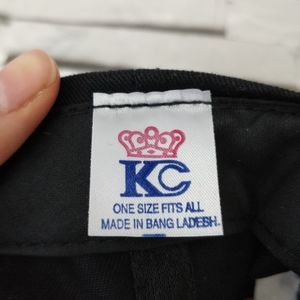 KC
ONE SIZE FITS ALL
MADE IN BANG LADESH.